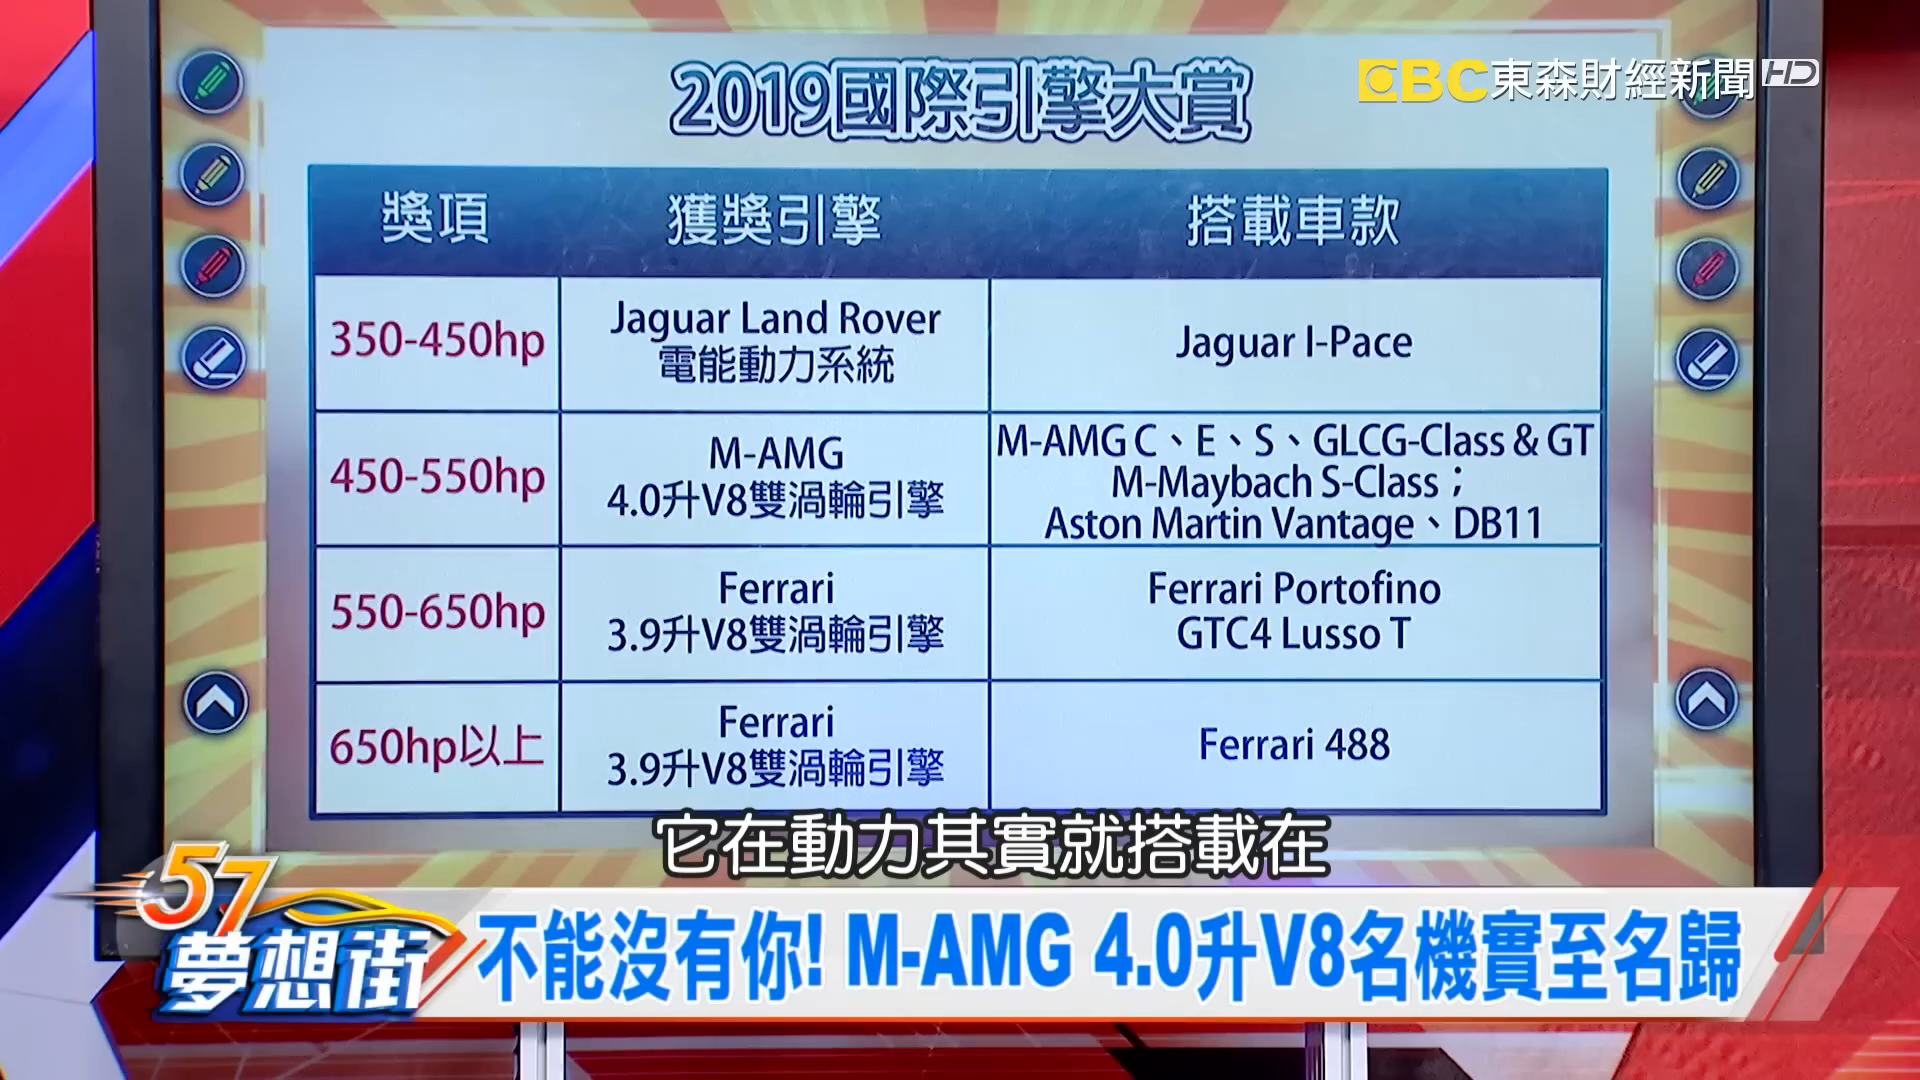 2019國際引擎大賞
EBC東森財經新聞HD
獎項 獲獎引擎 搭載車款
350-450hp
Jaguar Land Rover
電能動力系統
Jaguar I-Pace
450-550hp
M-AMG
4.0升V8雙渦輪引擎
M-AMG C、E、S、GLCG-Class & GT
M-Maybach S-Class；
Aston Martin Vantage、DB11
550-650hp
Ferrari
3.9升V8雙渦輪引擎
Ferrari Portofino
GTC4 Lusso T
650hp以上
Ferrari
3.9升V8雙渦輪引擎
Ferrari 488
它在動力其實就搭載在
57
夢想街
不能沒有你! M-AMG 4.0升V8名機實至名歸